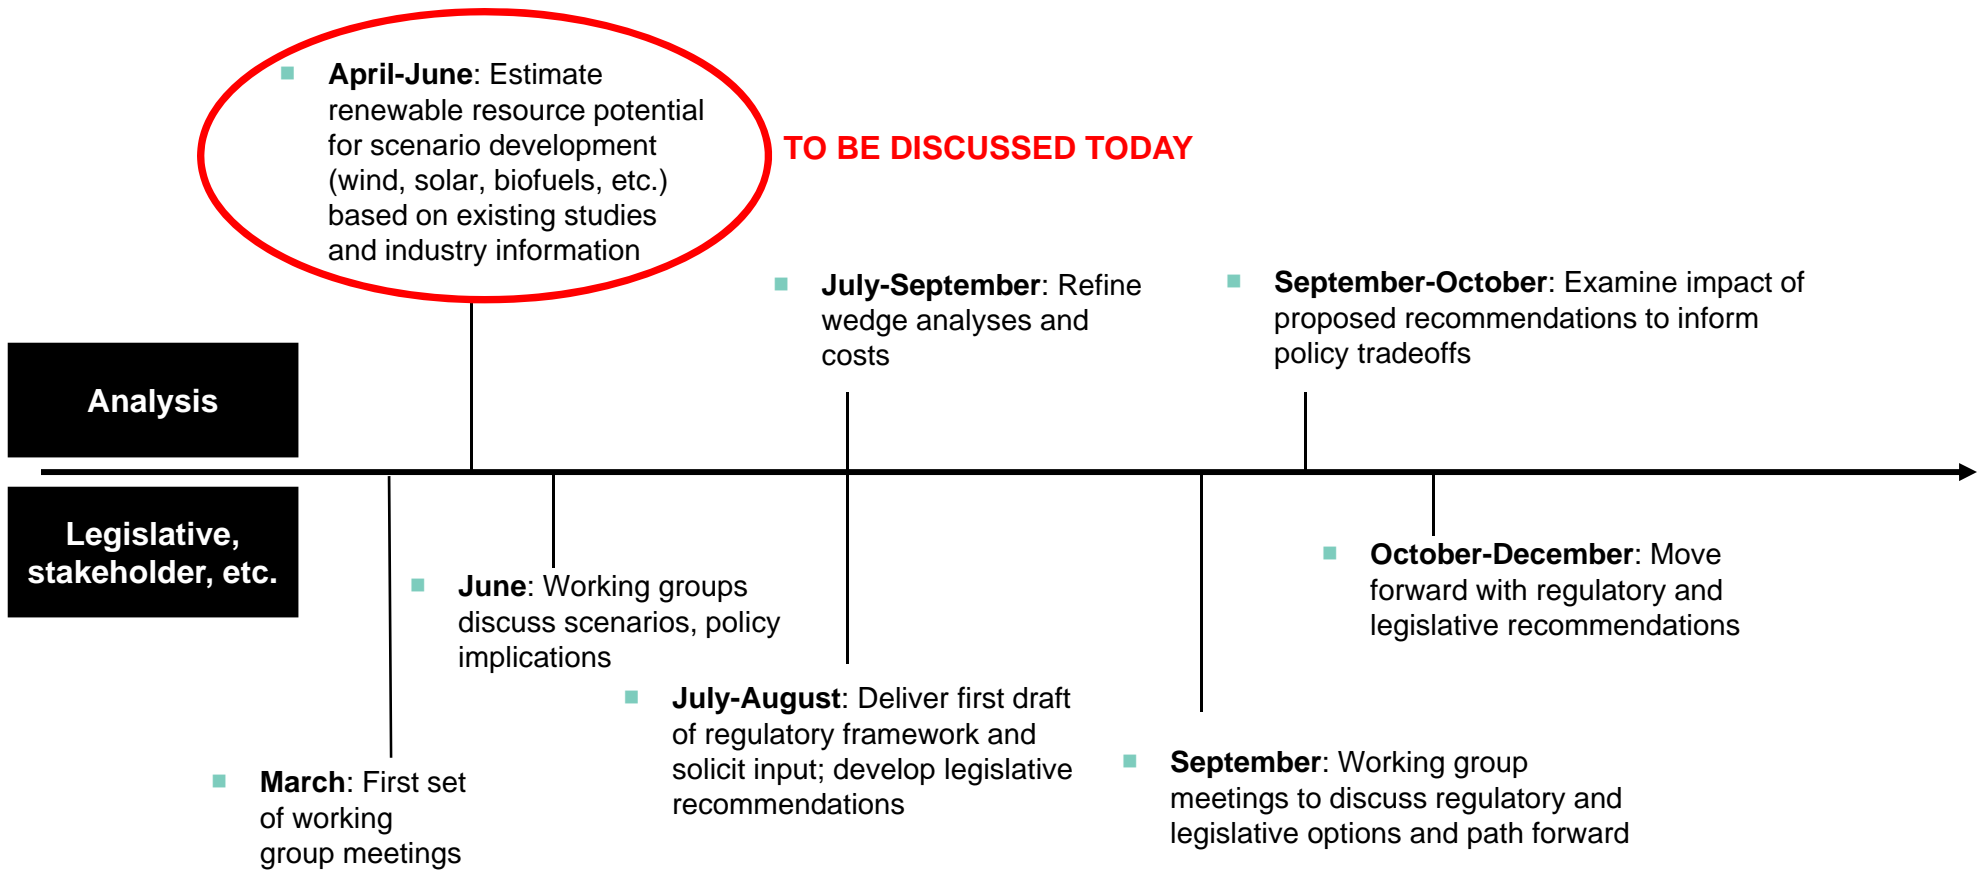 April-June: Estimate
renewable resource potential
for scenario development
(wind, solar, biofuels, etc.)
based on existing studies
and industry information
TO BE DISCUSSED TODAY
July-September: Refine
wedge analyses and
costs
September-October: Examine impact of
proposed recommendations to inform
policy tradeoffs
Analysis
Legislative,
stakeholder, etc.
June: Working groups
discuss scenarios, policy
implications
October-December: Move
forward with regulatory and
legislative recommendations
July-August: Deliver first draft
of regulatory framework and
solicit input; develop legislative
recommendations
March: First set
of working
group meetings
September: Working group
meetings to discuss regulatory and
legislative options and path forward